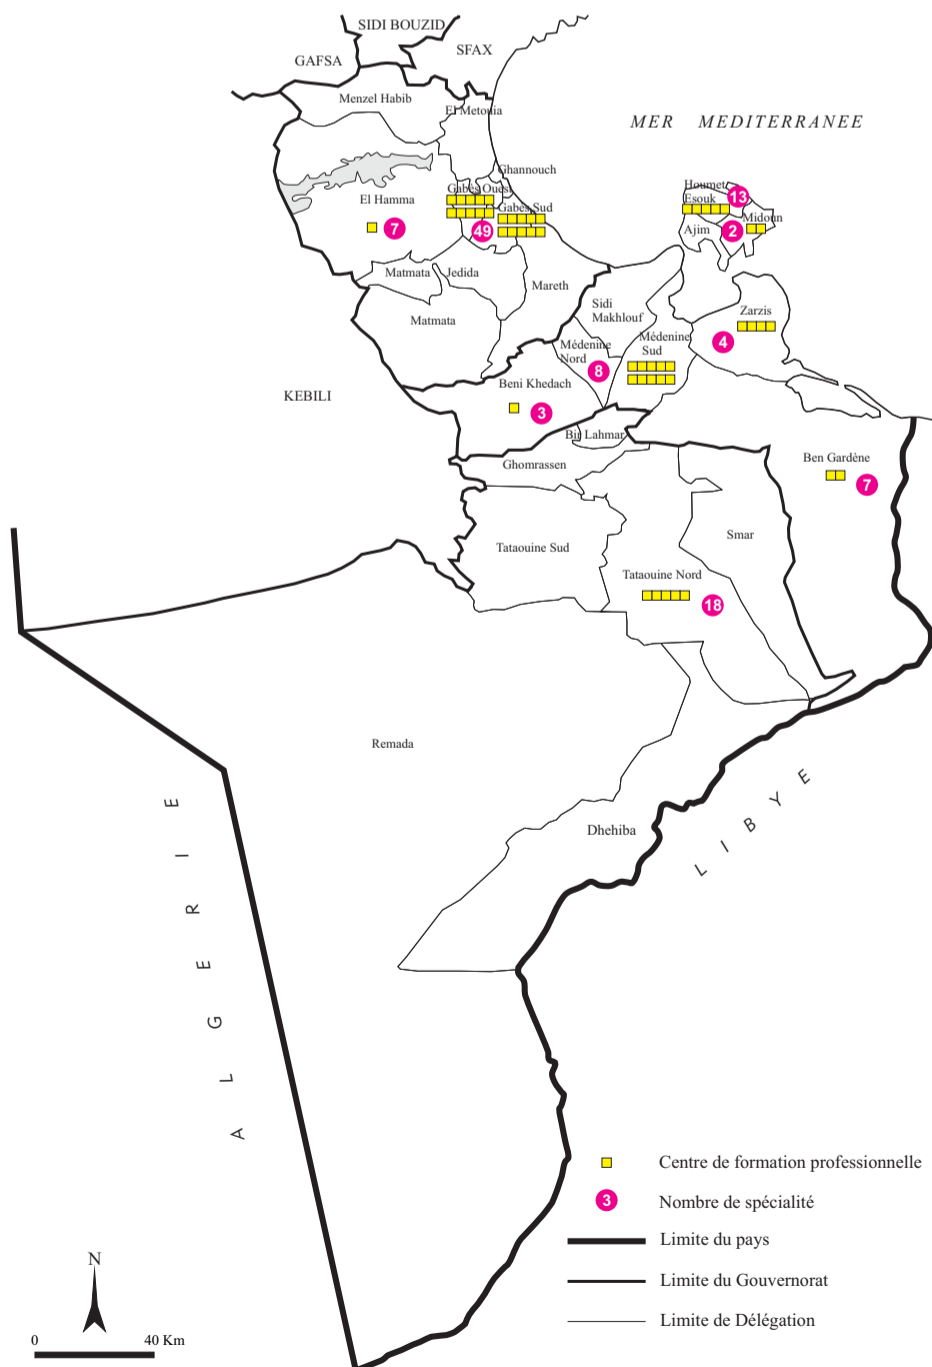 SIDI BOUZID
SFAX
GAFSA
Menzel Habib
El Metouia
MER MEDITERRANEE
Ghannouch
Houmet
Esouk
13
Gabès Ouest
El Hamma
Gabès Sud
Midoun
7
49
Ajim
2
Matmata
Jedida
Mareth
Matmata
Sidi
Makhlouf
Zarzis
4
Médenine
Nord
Médenine
Sud
8
KEBILI
Beni Khedach
3
Bir Lahmar
Ghomrassen
Ben Gardène
7
Smar
Tataouine Sud
Tataouine Nord
18
Remada
Dhehiba
LIBYE
ALGERIE
Centre de formation professionnelle
3 Nombre de spécialité
Limite du pays
Limite du Gouvernorat
Limite de Délégation
N
0 40 Km